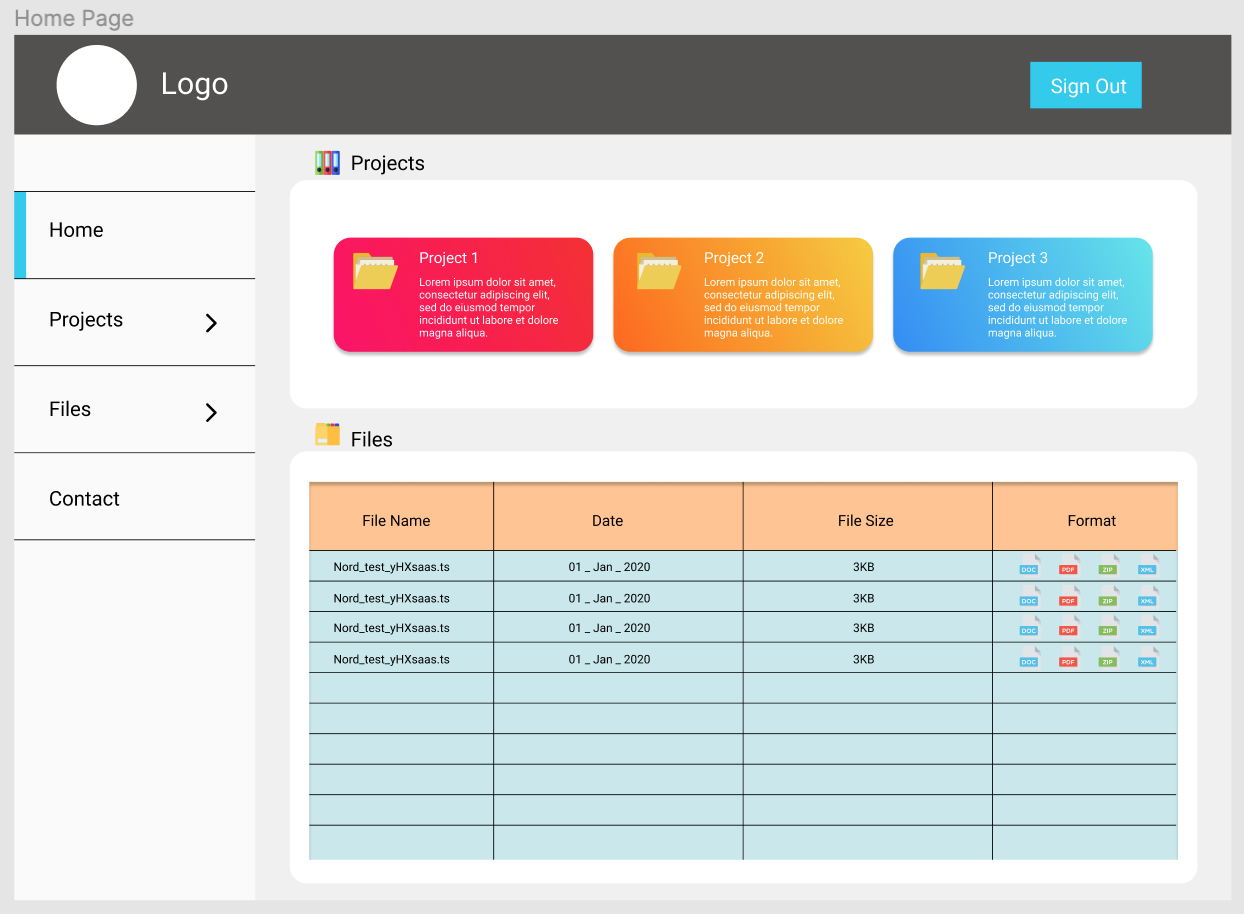 Home Page
Logo
Sign Out
Home
Projects
Files
Contact
Projects
Project 1
Lorem ipsum dolor sit amet,
consectetur adipiscing elit,
sed do eiusmod tempor
incididunt ut labore et dolore
magna aliqua.
Project 2
Lorem ipsum dolor sit amet,
consectetur adipiscing elit,
sed do eiusmod tempor
incididunt ut labore et dolore
magna aliqua.
Project 3
Lorem ipsum dolor sit amet,
consectetur adipiscing elit,
sed do eiusmod tempor
incididunt ut labore et dolore
magna aliqua.
Files
File Name Date File Size Format
Nord_test_yHXsaas.ts 01 _ Jan _ 2020 3KB DOC PDF ZIP XML
Nord_test_yHXsaas.ts 01 _ Jan _ 2020 3KB DOC PDF ZIP XML
Nord_test_yHXsaas.ts 01 _ Jan _ 2020 3KB DOC PDF ZIP XML
Nord_test_yHXsaas.ts 01 _ Jan _ 2020 3KB DOC PDF ZIP XML